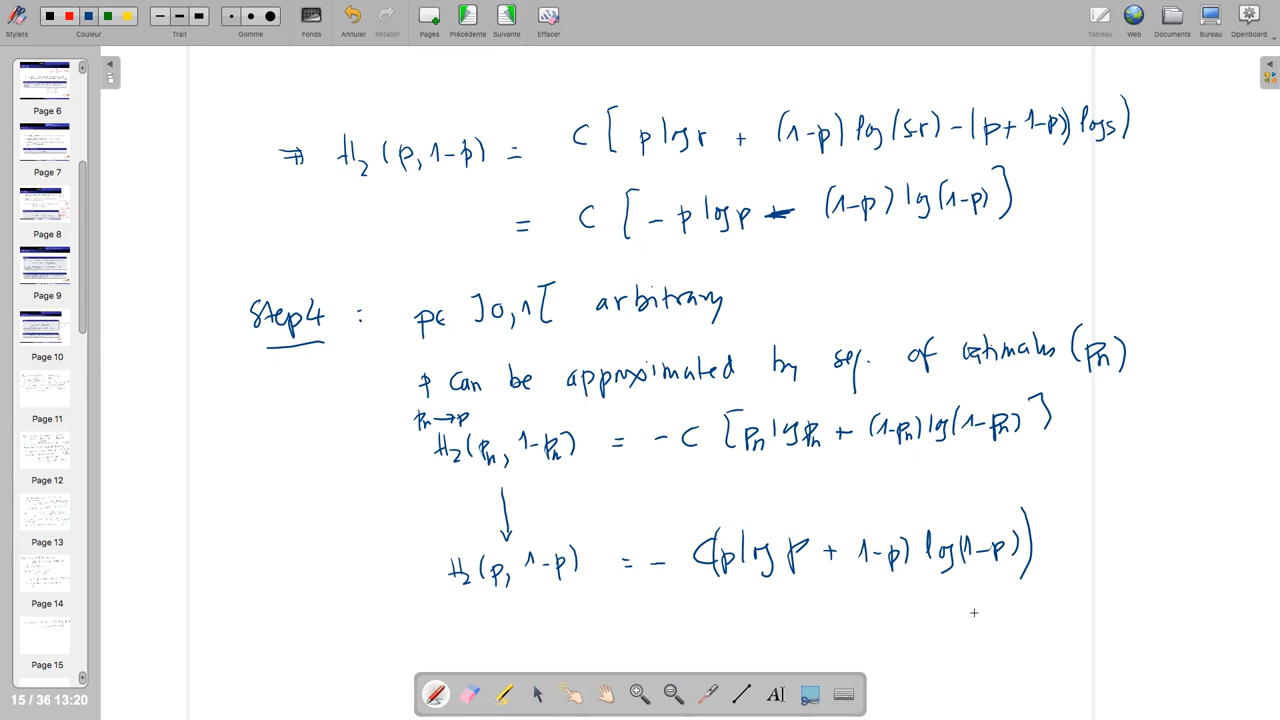 Stylets Couleur Trait Gomme Fonds Annuler Rétablir Pages Précédente Suivante Effacer Tableau Web Documents Bureau OpenBoard
Page 6
Page 7
Page 8
Page 9
Page 10
Page 11
Page 12
Page 13
Page 14
Page 15
15 / 36 13:20
⇒ H₂(p, 1-p) = C [ p log r + (1-p) log(s-r) - (p+1-p) log s ]
= C [ - p log p - (1-p) log(1-p) ]
Step 4 : p ∈ ]0,1[ arbitrary
p can be approximated by seq. of rationals (pₙ)
pₙ → p
H₂(pₙ, 1-pₙ) = - C [ pₙ log pₙ + (1-pₙ) log(1-pₙ) ]
↓
H₂(p, 1-p) = - C(p log p + 1-p) log(1-p))
AI